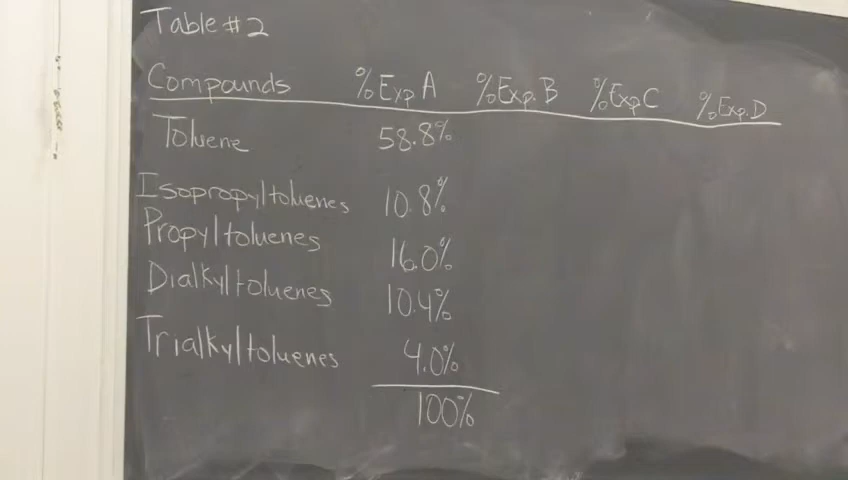 Table #2
Compounds %Exp A %Exp. B %Exp C %Exp. D
Toluene 58.8%
Isopropyltoluenes 10.8%
Propyltoluenes 16.0%
Dialkyltoluenes 10.4%
Trialkyltoluenes 4.0%
100%